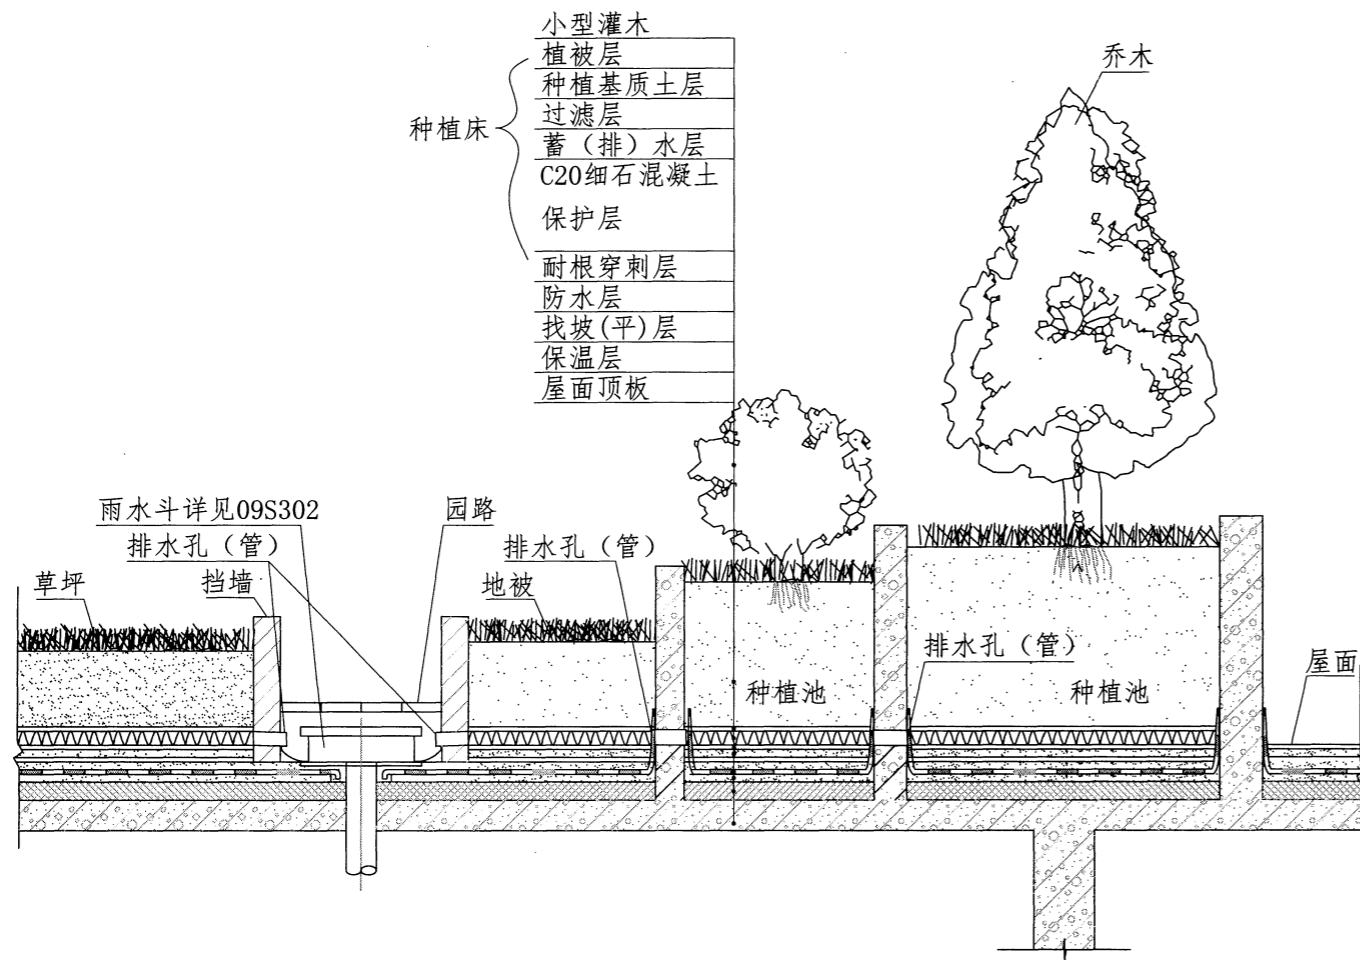 小型灌木
植被层
种植基质土层
过滤层
蓄（排）水层
C20细石混凝土
保护层
耐根穿刺层
防水层
找坡(平)层
保温层
屋面顶板
种植床
乔木
雨水斗详见09S302
园路
排水孔（管）
排水孔（管）
草坪
挡墙
地被
排水孔（管）
屋面
种植池
种植池